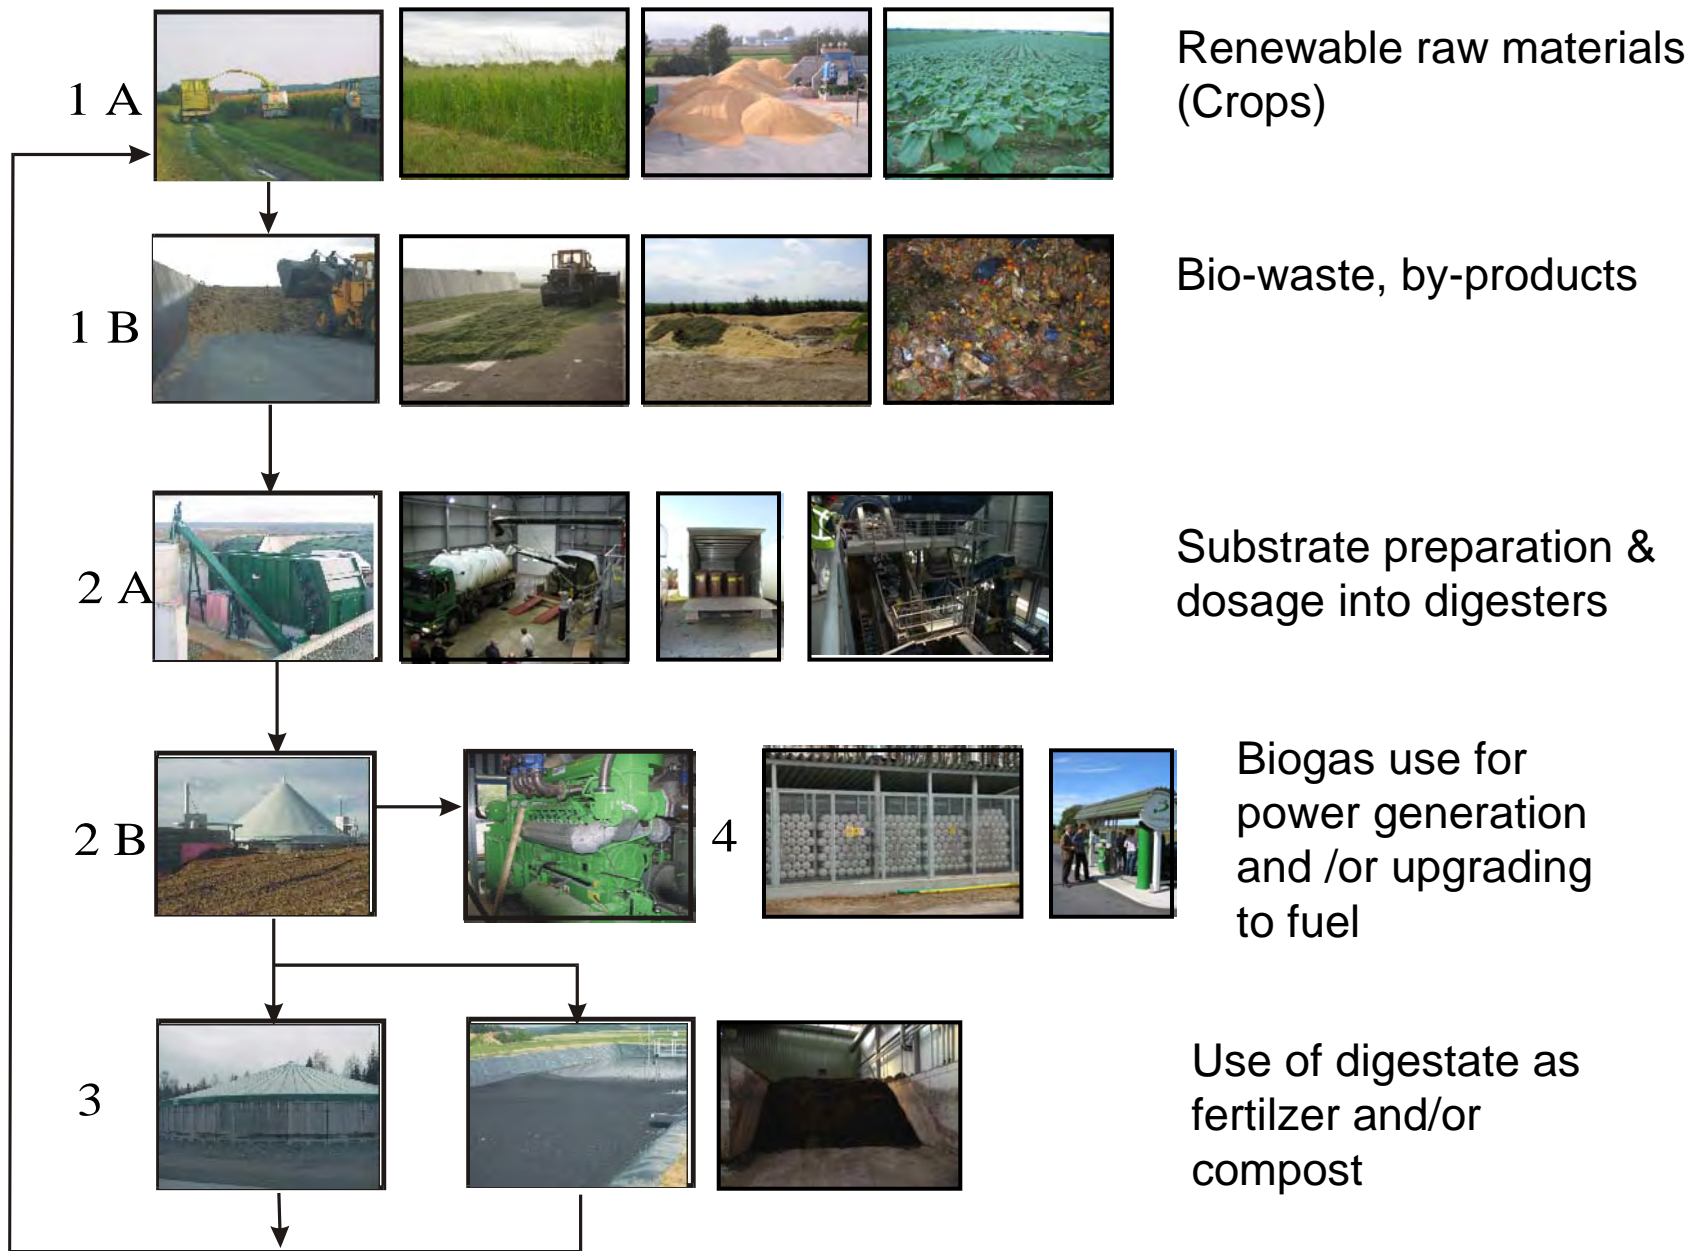 1 A
Renewable raw materials
(Crops)
1 B
Bio-waste, by-products
2 A
Substrate preparation &
dosage into digesters
2 B
4
Biogas use for
power generation
and /or upgrading
to fuel
3
Use of digestate as
fertilzer and/or
compost